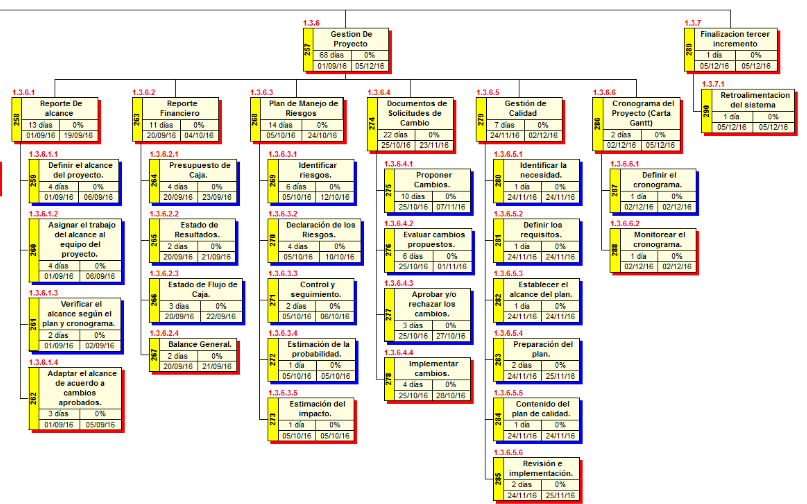 1.3.6
257
Gestion De
Proyecto
68 días 0%
01/09/16 05/12/16
1.3.7
289
Finalizacion tercer
incremento
1 día 0%
05/12/16 05/12/16
1.3.7.1
290
Retroalimentacion
del sistema
1 día 0%
05/12/16 05/12/16
1.3.6.1
258
Reporte De
alcance
13 días 0%
01/09/16 19/09/16
1.3.6.1.1
259
Definir el alcance
del proyecto.
4 días 0%
01/09/16 06/09/16
1.3.6.1.2
260
Asignar el trabajo
del alcance al
equipo del
proyecto.
4 días 0%
01/09/16 06/09/16
1.3.6.1.3
261
Verificar el
alcance según el
plan y cronograma.
2 días 0%
01/09/16 02/09/16
1.3.6.1.4
262
Adaptar el alcance
de acuerdo a
cambios
aprobados.
3 días 0%
01/09/16 05/09/16
1.3.6.2
263
Reporte
Financiero
11 días 0%
20/09/16 04/10/16
1.3.6.2.1
264
Presupuesto de
Caja.
4 días 0%
20/09/16 23/09/16
1.3.6.2.2
265
Estado de
Resultados.
2 días 0%
20/09/16 21/09/16
1.3.6.2.3
266
Estado de Flujo de
Caja.
3 días 0%
20/09/16 22/09/16
1.3.6.2.4
267
Balance General.
2 días 0%
20/09/16 21/09/16
1.3.6.3
268
Plan de Manejo de
Riesgos
14 días 0%
05/10/16 24/10/16
1.3.6.3.1
269
Identificar
riesgos.
6 días 0%
05/10/16 12/10/16
1.3.6.3.2
270
Declaración de los
Riesgos.
4 días 0%
05/10/16 10/10/16
1.3.6.3.3
271
Control y
seguimiento.
2 días 0%
05/10/16 06/10/16
1.3.6.3.4
272
Estimación de la
probabilidad.
1 día 0%
05/10/16 05/10/16
1.3.6.3.5
273
Estimación del
impacto.
1 día 0%
05/10/16 05/10/16
1.3.6.4
274
Documentos de
Solicitudes de
Cambio
22 días 0%
25/10/16 23/11/16
1.3.6.4.1
275
Proponer
Cambios.
10 días 0%
25/10/16 07/11/16
1.3.6.4.2
276
Evaluar cambios
propuestos.
6 días 0%
25/10/16 01/11/16
1.3.6.4.3
277
Aprobar y/o
rechazar los
cambios.
3 días 0%
25/10/16 27/10/16
1.3.6.4.4
278
Implementar
cambios.
4 días 0%
25/10/16 28/10/16
1.3.6.5
279
Gestión de
Calidad
7 días 0%
24/11/16 02/12/16
1.3.6.5.1
280
Identificar la
necesidad.
1 día 0%
24/11/16 24/11/16
1.3.6.5.2
281
Definir los
requisitos.
1 día 0%
24/11/16 24/11/16
1.3.6.5.3
282
Establecer el
alcance del plan.
1 día 0%
24/11/16 24/11/16
1.3.6.5.4
283
Preparación del
plan.
2 días 0%
24/11/16 25/11/16
1.3.6.5.5
284
Contenido del
plan de calidad.
1 día 0%
24/11/16 24/11/16
1.3.6.5.6
285
Revisión e
implementación.
2 días 0%
24/11/16 25/11/16
1.3.6.6
286
Cronograma del
Proyecto (Carta
Gantt)
2 días 0%
02/12/16 05/12/16
1.3.6.6.1
287
Definir el
cronograma.
1 día 0%
02/12/16 02/12/16
1.3.6.6.2
288
Monitorear el
cronograma.
1 día 0%
02/12/16 02/12/16